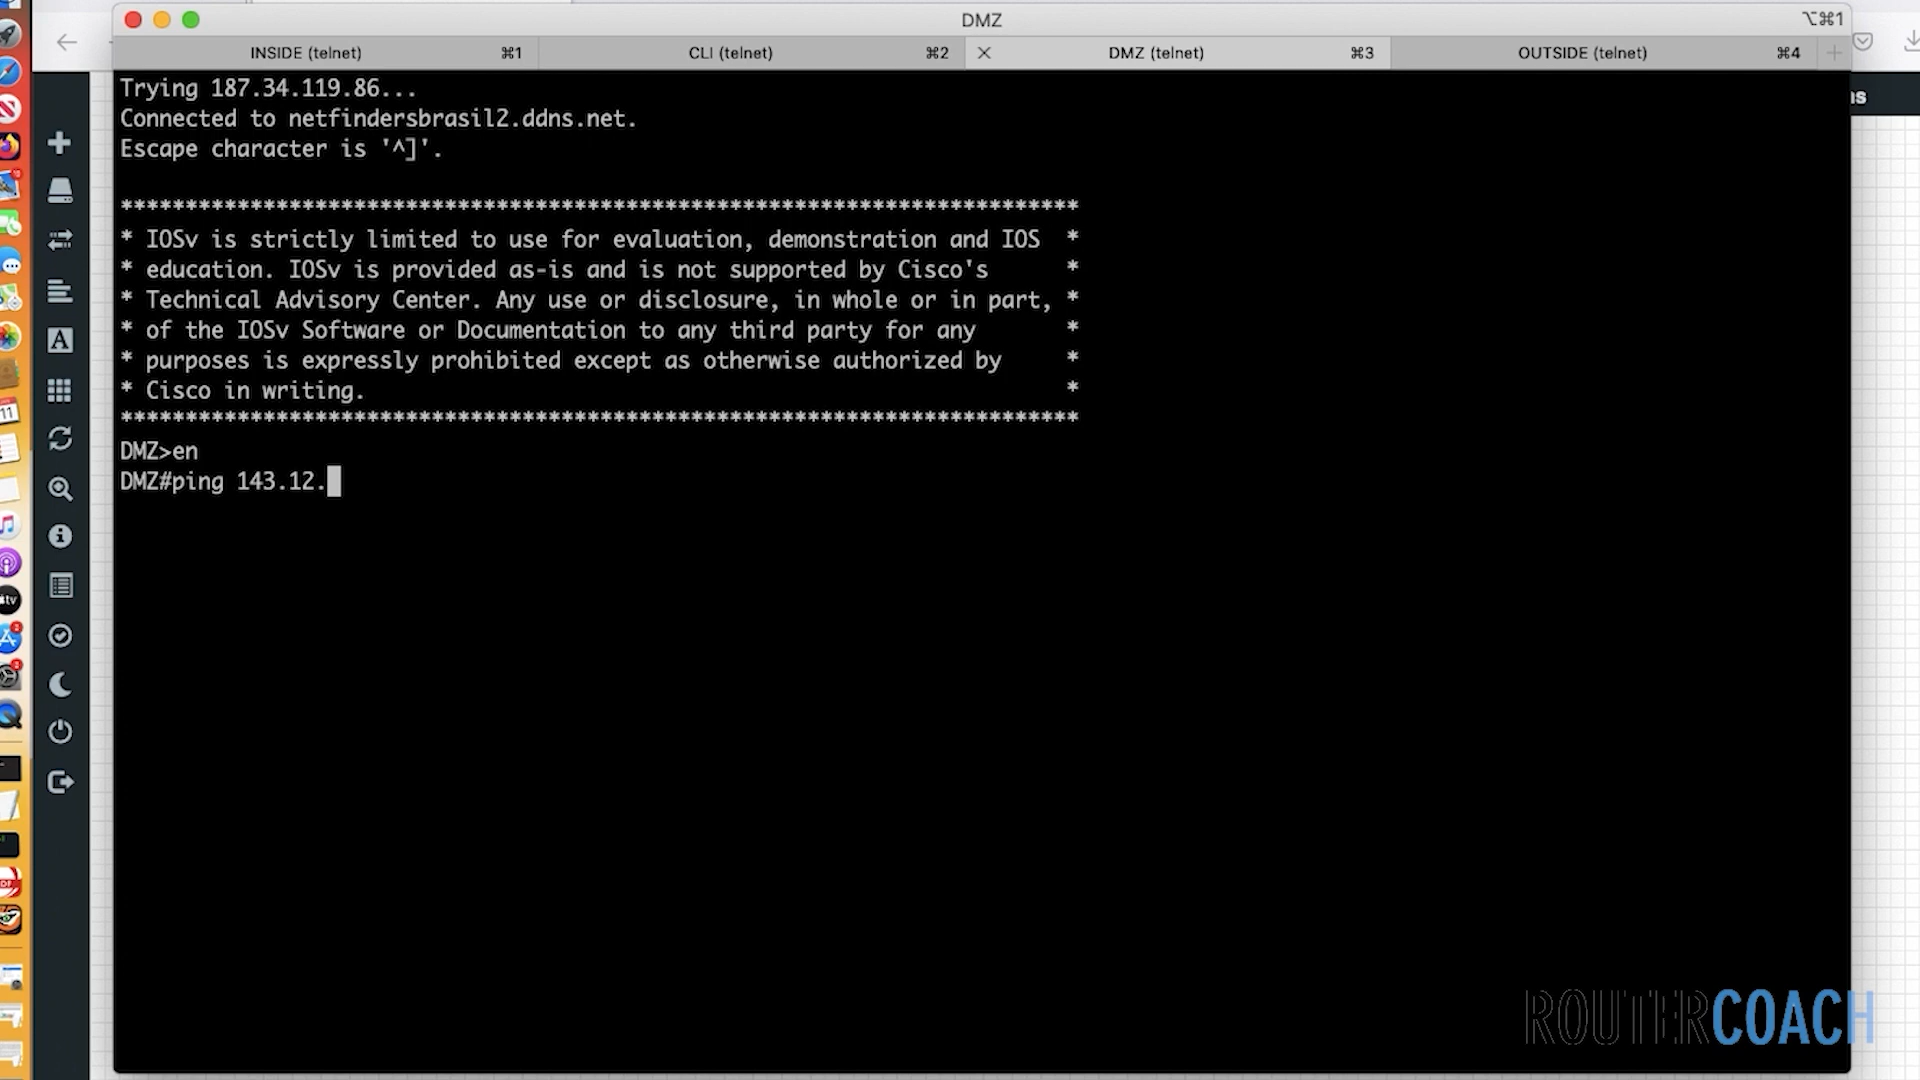 DMZ
⌥⌘1
INSIDE (telnet) ⌘1
CLI (telnet) ⌘2
DMZ (telnet) ⌘3
OUTSIDE (telnet) ⌘4
Trying 187.34.119.86...
Connected to netfindersbrasil2.ddns.net.
Escape character is '^]'.
**************************************************************************
* IOSv is strictly limited to use for evaluation, demonstration and IOS *
* education. IOSv is provided as-is and is not supported by Cisco's *
* Technical Advisory Center. Any use or disclosure, in whole or in part, *
* of the IOSv Software or Documentation to any third party for any *
* purposes is expressly prohibited except as otherwise authorized by *
* Cisco in writing. *
**************************************************************************
DMZ>en
DMZ#ping 143.12.
ROUTERCOACH